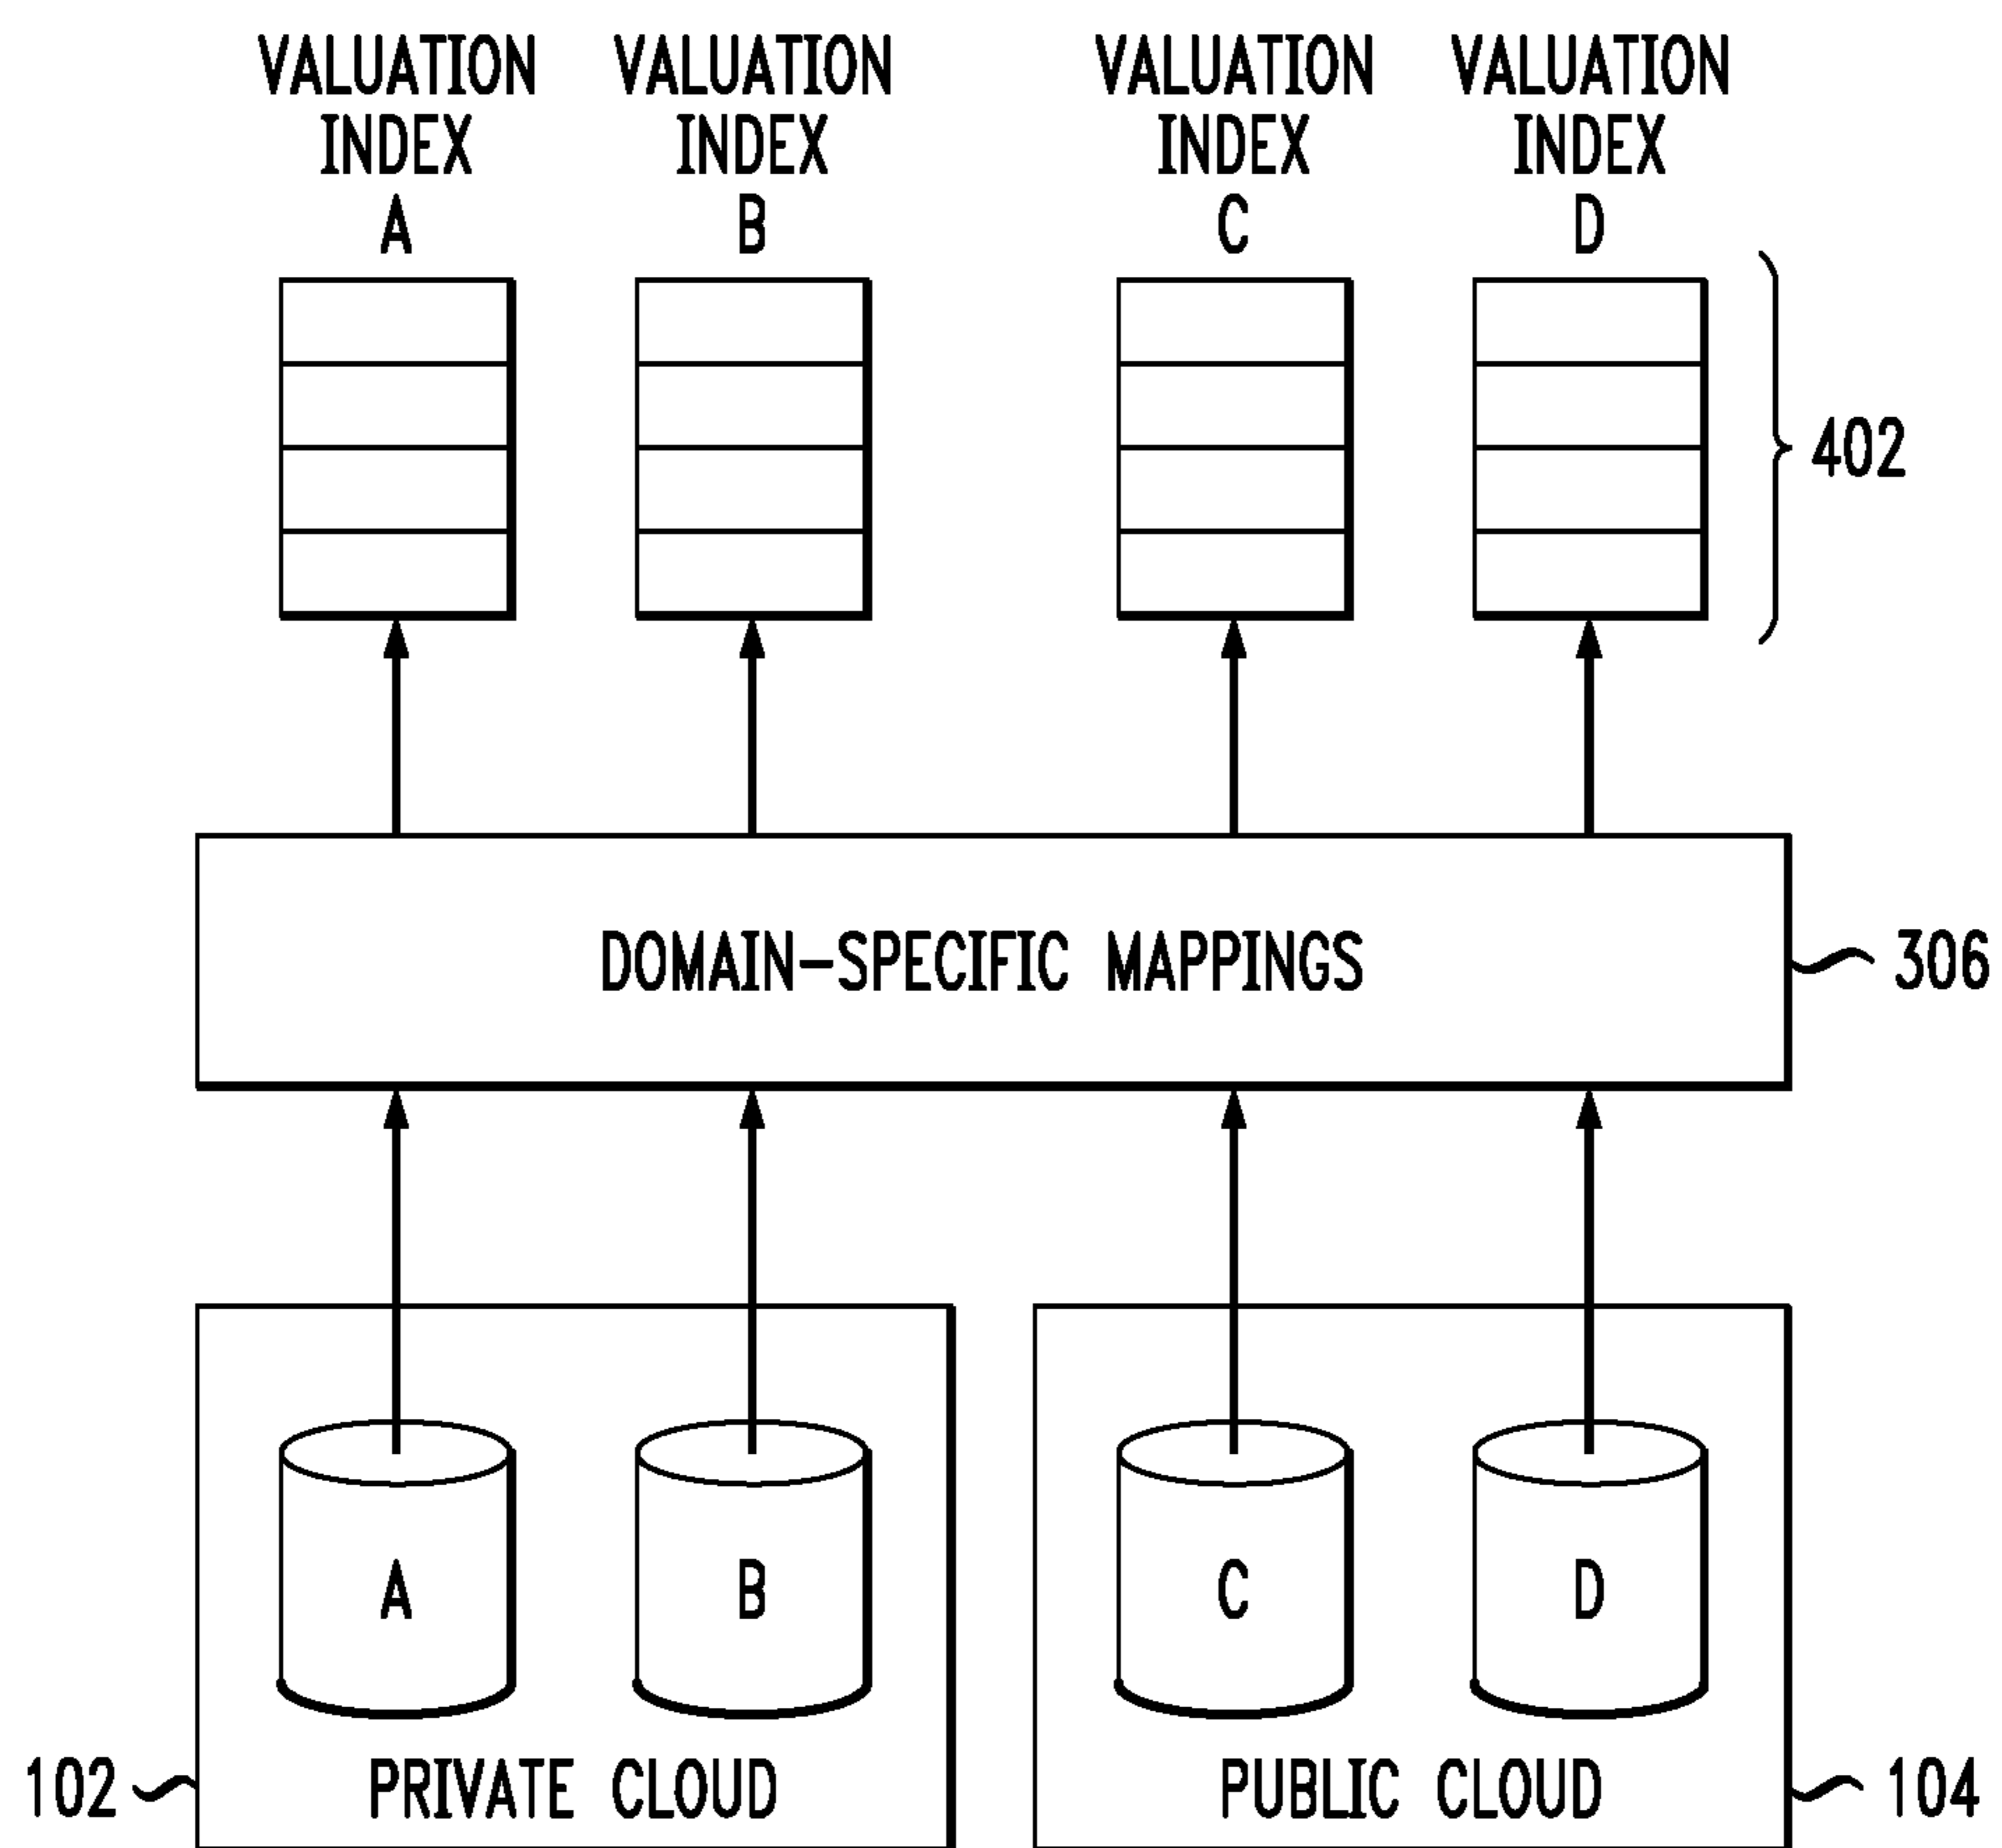 VALUATION INDEX A
VALUATION INDEX B
VALUATION INDEX C
VALUATION INDEX D
402
DOMAIN-SPECIFIC MAPPINGS
306
A
B
C
D
102
PRIVATE CLOUD
PUBLIC CLOUD
104